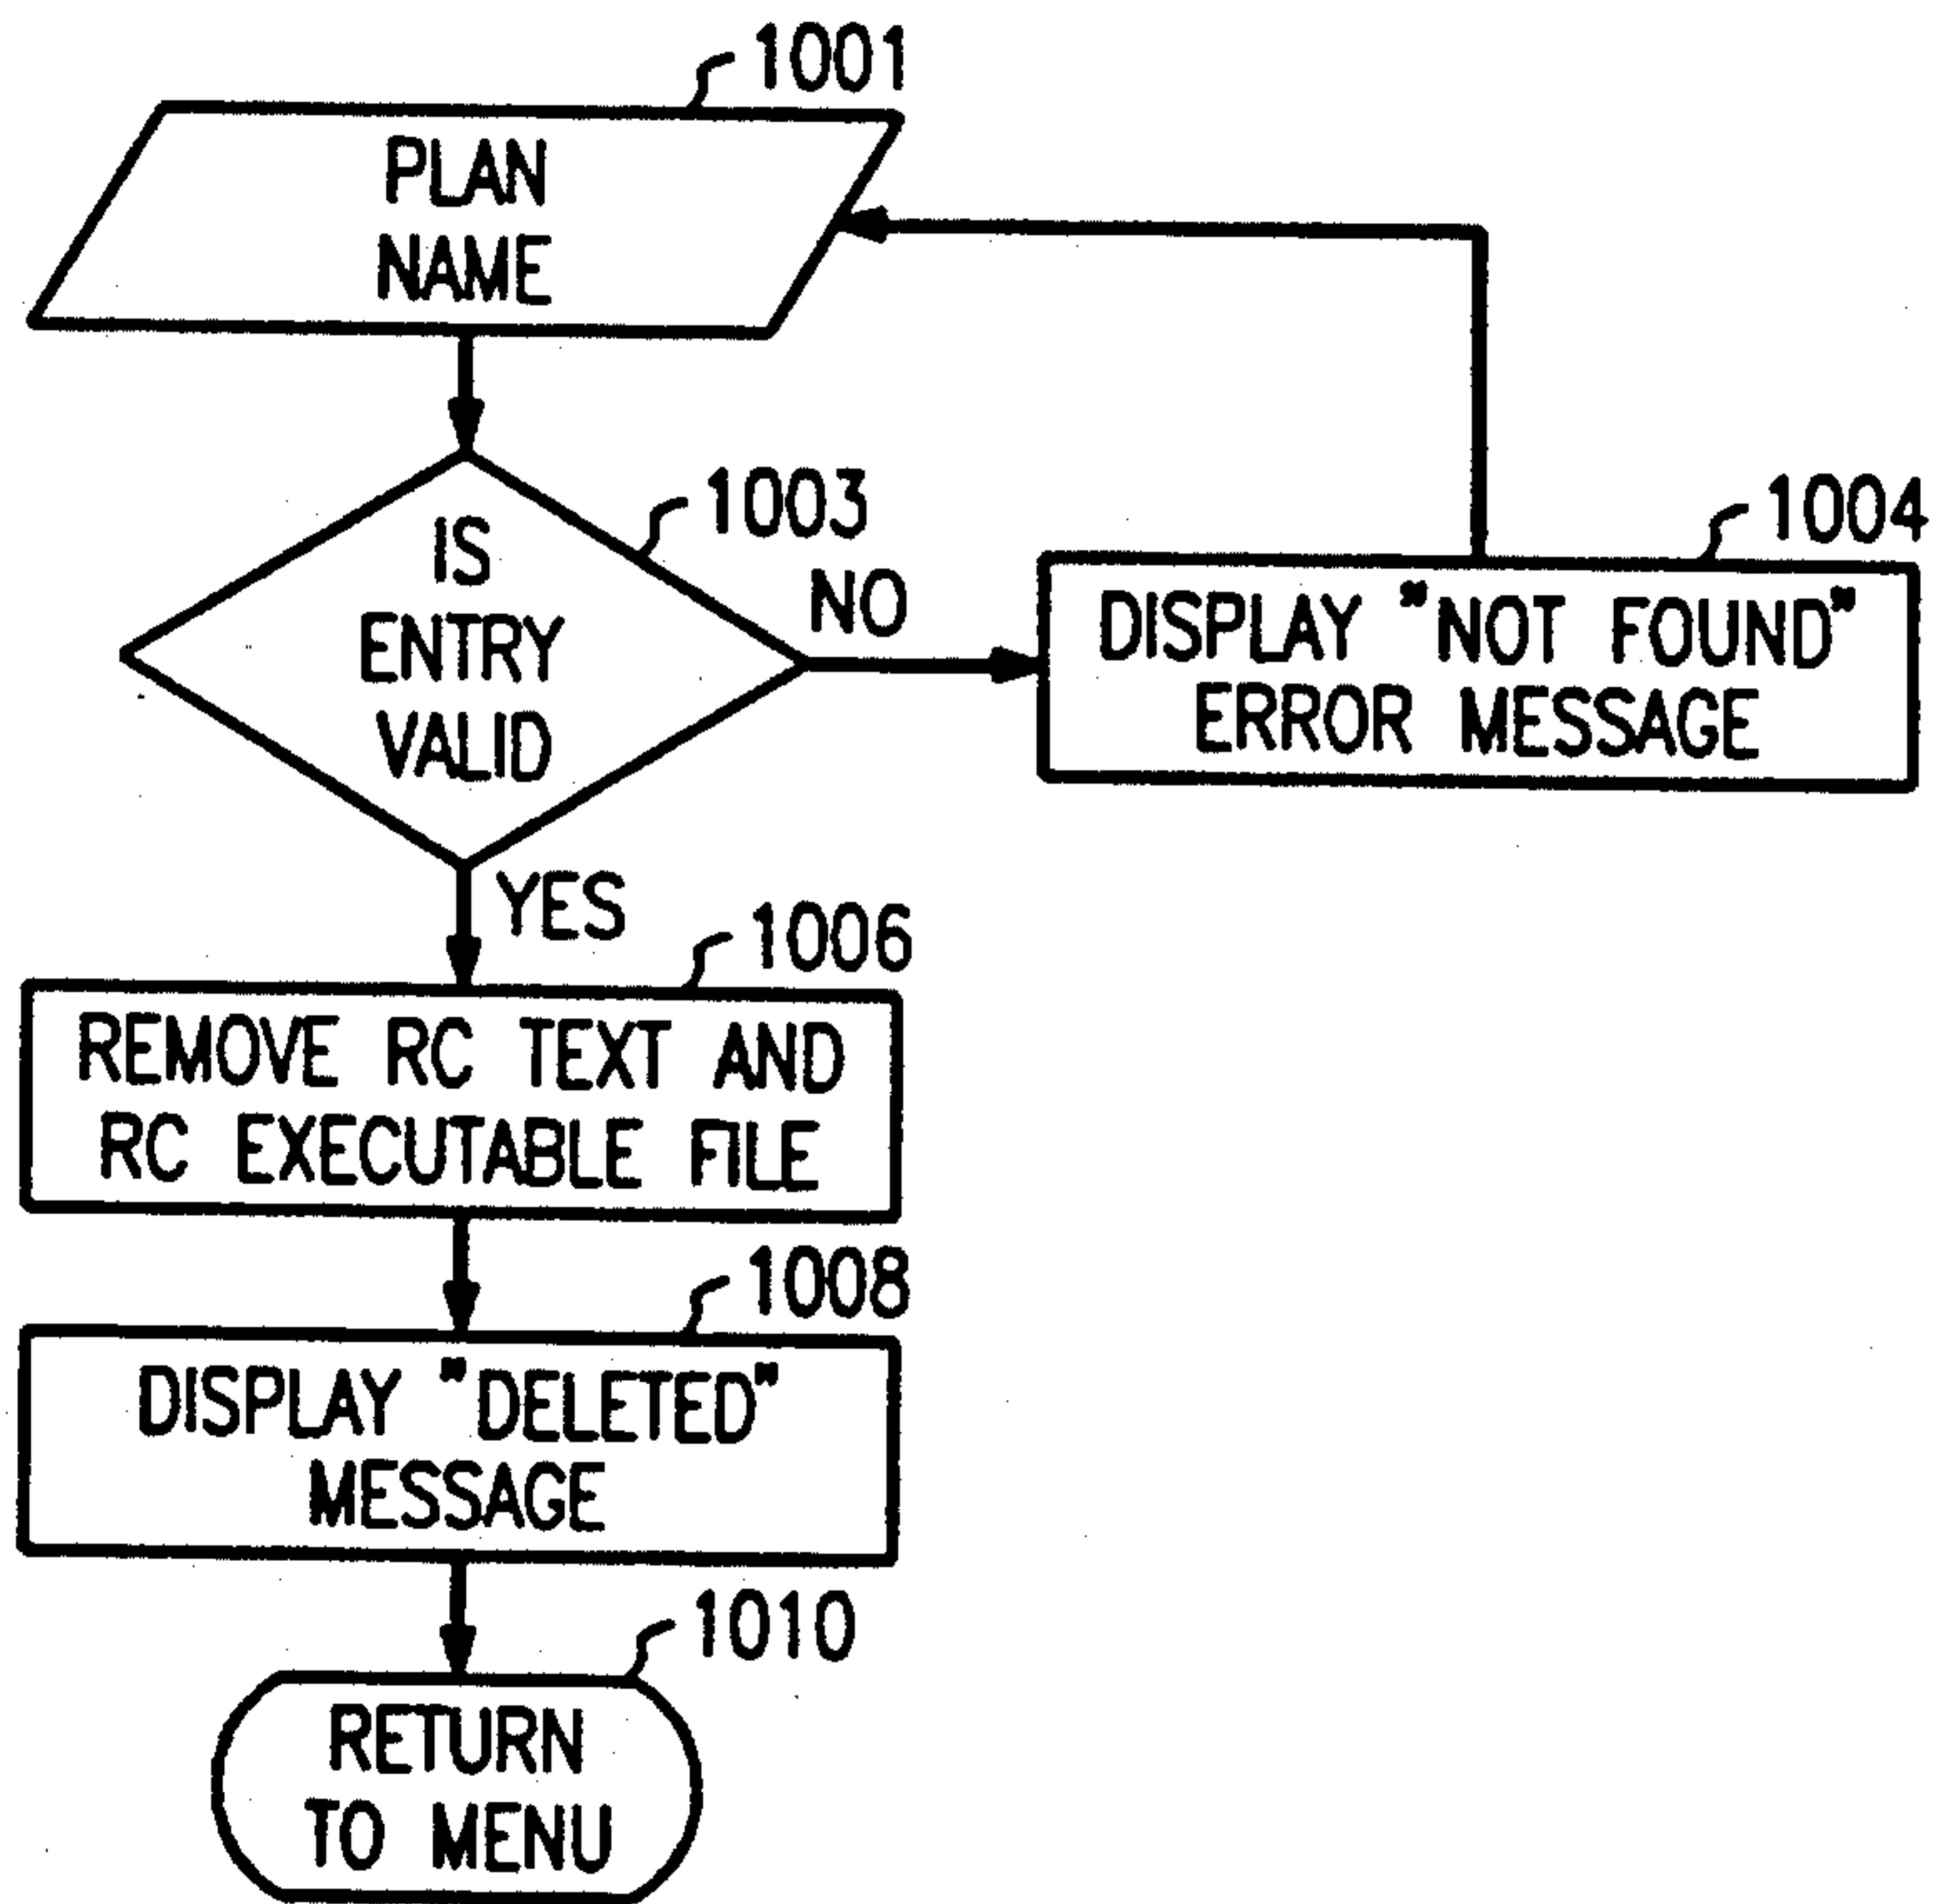 1001
PLAN
NAME
1003
IS
ENTRY
VALID
NO
1004
DISPLAY "NOT FOUND"
ERROR MESSAGE
YES
1006
REMOVE RC TEXT AND
RC EXECUTABLE FILE
1008
DISPLAY "DELETED"
MESSAGE
1010
RETURN
TO MENU